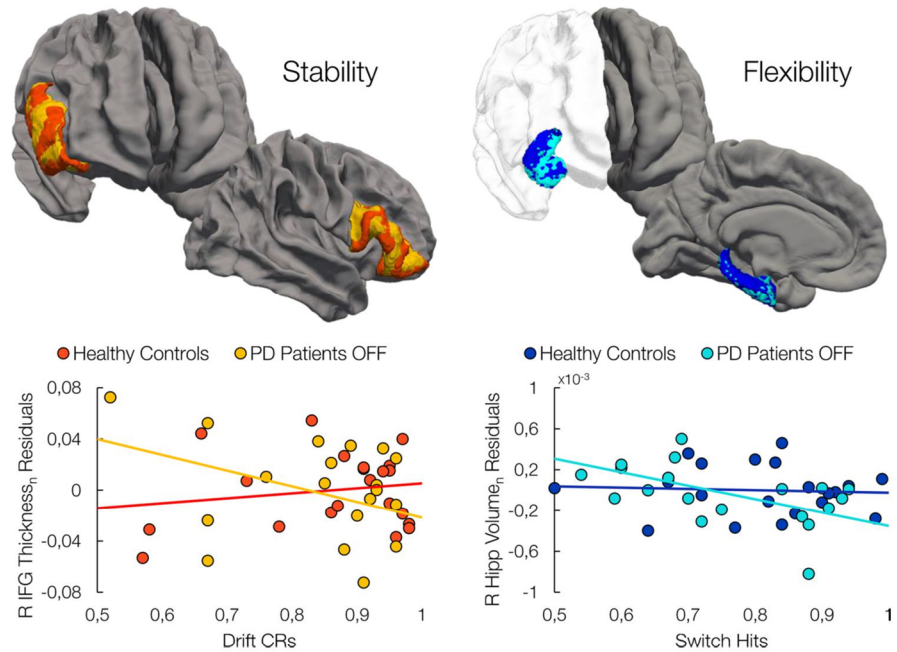 Stability
Flexibility
Healthy Controls
PD Patients OFF
Healthy Controls
PD Patients OFF
R IFG Thicknessn Residuals
0,08
0,04
0
-0,04
-0,08
0,5 0,6 0,7 0,8 0,9 1
Drift CRs
x10-3
R Hipp Volumen Residuals
1
0,6
0,2
-0,2
-0,6
-1
0,5 0,6 0,7 0,8 0,9 1
Switch Hits